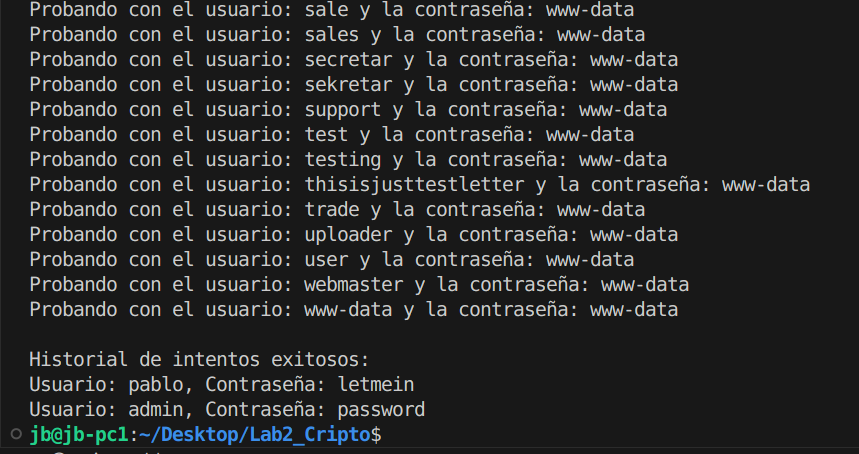 Probando con el usuario: sale y la contraseña: www-data
Probando con el usuario: sales y la contraseña: www-data
Probando con el usuario: secretar y la contraseña: www-data
Probando con el usuario: sekretar y la contraseña: www-data
Probando con el usuario: support y la contraseña: www-data
Probando con el usuario: test y la contraseña: www-data
Probando con el usuario: testing y la contraseña: www-data
Probando con el usuario: thisisjusttestletter y la contraseña: www-data
Probando con el usuario: trade y la contraseña: www-data
Probando con el usuario: uploader y la contraseña: www-data
Probando con el usuario: user y la contraseña: www-data
Probando con el usuario: webmaster y la contraseña: www-data
Probando con el usuario: www-data y la contraseña: www-data
Historial de intentos exitosos:
Usuario: pablo, Contraseña: letmein
Usuario: admin, Contraseña: password
jb@jb-pc1:~/Desktop/Lab2_Cripto$